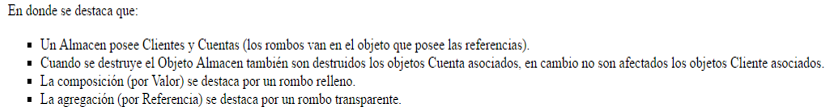 En donde se destaca que:
Un Almacen posee Clientes y Cuentas (los rombos van en el objeto que posee las referencias).
Cuando se destruye el Objeto Almacen también son destruidos los objetos Cuenta asociados, en cambio no son afectados los objetos Cliente asociados.
La composición (por Valor) se destaca por un rombo relleno.
La agregación (por Referencia) se destaca por un rombo transparente.